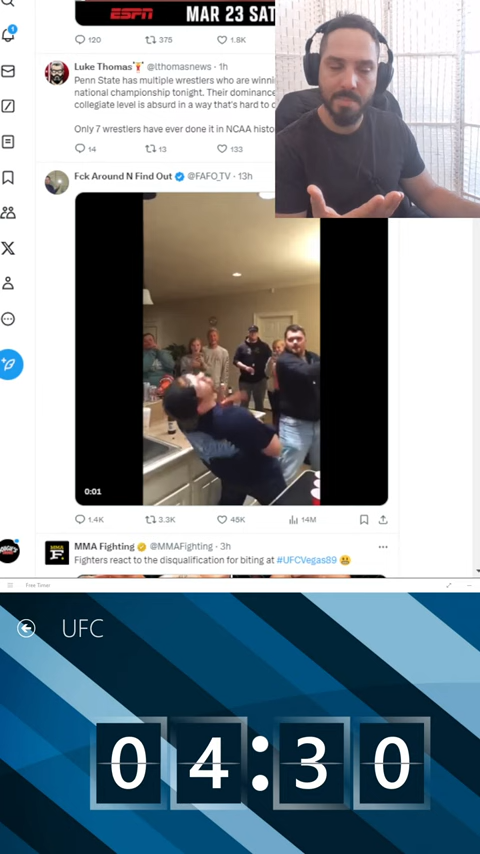 ESPN MAR 23 SAT
120 375 1.8K
Luke Thomas @lthomasnews · 1h
Penn State has multiple wrestlers who are
national championship tonight. Their dominance
collegiate level is absurd in a way that's hard to
Only 7 wrestlers have ever done it in NCAA
14 13 133
Fck Around N Find Out @FAFO_TV · 13h
0:01
1.4K 3.3K 45K 14M
MMA Fighting @MMAFighting · 3h
Fighters react to the disqualification for biting at #UFCVegas89
MMA
F.
Free Timer
UFC
04:30